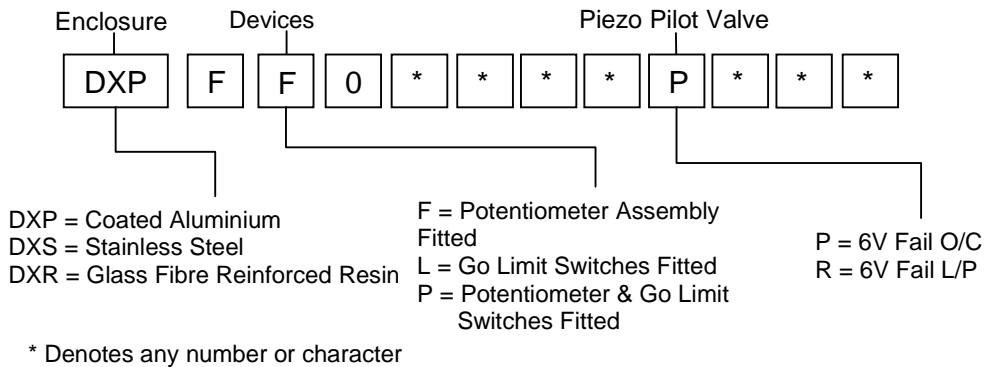 Enclosure Devices Piezo Pilot Valve
DXP F F 0 * * * * P * * *
DXP = Coated Aluminium
DXS = Stainless Steel
DXR = Glass Fibre Reinforced Resin
F = Potentiometer Assembly
Fitted
L = Go Limit Switches Fitted
P = Potentiometer & Go Limit
Switches Fitted
P = 6V Fail O/C
R = 6V Fail L/P
* Denotes any number or character